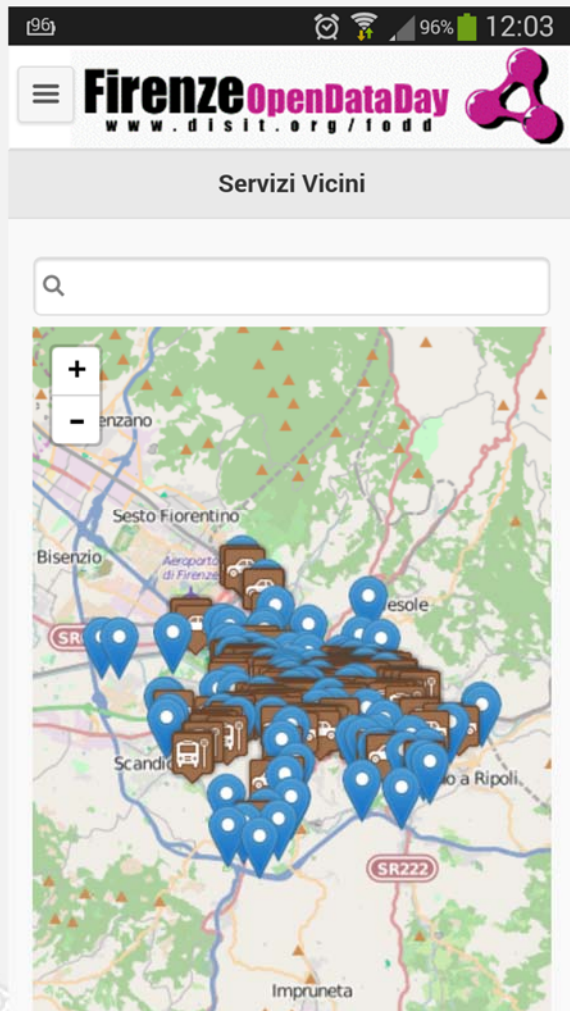 96
96% 12:03
Firenze OpenDataDay
www.disit.org/fodd
Servizi Vicini
+
-
enzano
Sesto Fiorentino
Bisenzio
Aeroporto
di Firenze
esole
SR
Scandic
o a Ripoli
SR222
Impruneta